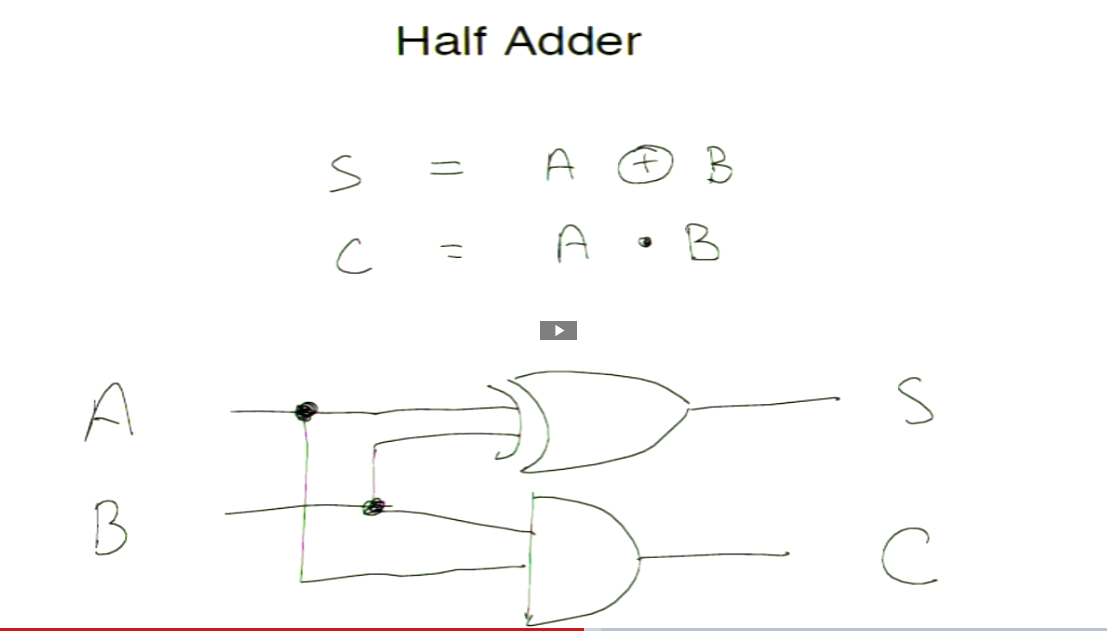 Half Adder
S = A ⊕ B
C = A • B
A S
B C